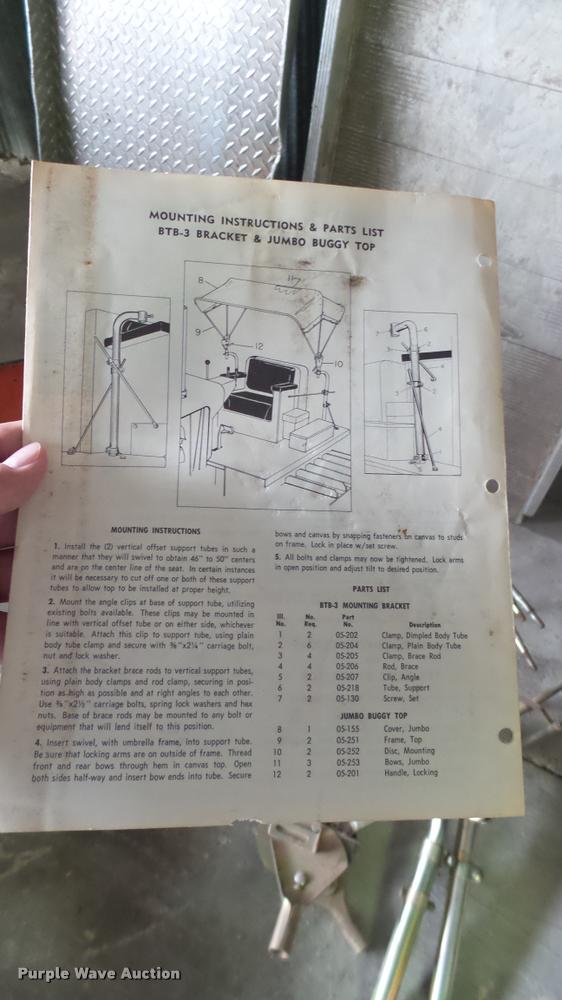 MOUNTING INSTRUCTIONS & PARTS LIST
BTB-3 BRACKET & JUMBO BUGGY TOP
8
9
12
10
MOUNTING INSTRUCTIONS
1. Install the (2) vertical offset support tubes in such a
manner that they will swivel to obtain 46" to 50" centers
and are on the center line of the seat. In certain instances
it will be necessary to cut off one or both of these support
tubes to allow top to be installed at proper height.
2. Mount the angle clips at base of support tube, utilizing
existing bolts available. These clips may be mounted in
line with vertical offset tube or on either side, whichever
is suitable. Attach this clip to support tube, using plain
body tube clamp and secure with ⅜"x2¼" carriage bolt,
nut and lock washer.
3. Attach the bracket brace rods to vertical support tubes,
using plain body clamps and rod clamp, securing in posi-
tion as high as possible and at right angles to each other.
Use ⅜"x2½" carriage bolts, spring lock washers and hex
nuts. Base of brace rods may be mounted to any bolt or
equipment that will lend itself to this position.
4. Insert swivel, with umbrella frame, into support tube.
Be sure that locking arms are on outside of frame. Thread
front and rear bows through hem in canvas top. Open
both sides half-way and insert bow ends into tube. Secure
bows and canvas by snapping fasteners on canvas to studs
on frame. Lock in place w/set screw.
5. All bolts and clamps may now be tightened. Lock arms
in open position and adjust tilt to desired position.
PARTS LIST
BTB-3 MOUNTING BRACKET
Ill. No. Part
No. Req. No. Description
1 2 05-202 Clamp, Dimpled Body Tube
2 6 05-204 Clamp, Plain Body Tube
3 4 05-205 Clamp, Brace Rod
4 4 05-206 Rod, Brace
5 2 05-207 Clip, Angle
6 2 05-218 Tube, Support
7 2 05-130 Screw, Set
JUMBO BUGGY TOP
8 1 05-155 Cover, Jumbo
9 2 05-251 Frame, Top
10 2 05-252 Disc, Mounting
11 3 05-253 Bows, Jumbo
12 2 05-201 Handle, Locking
Purple Wave Auction